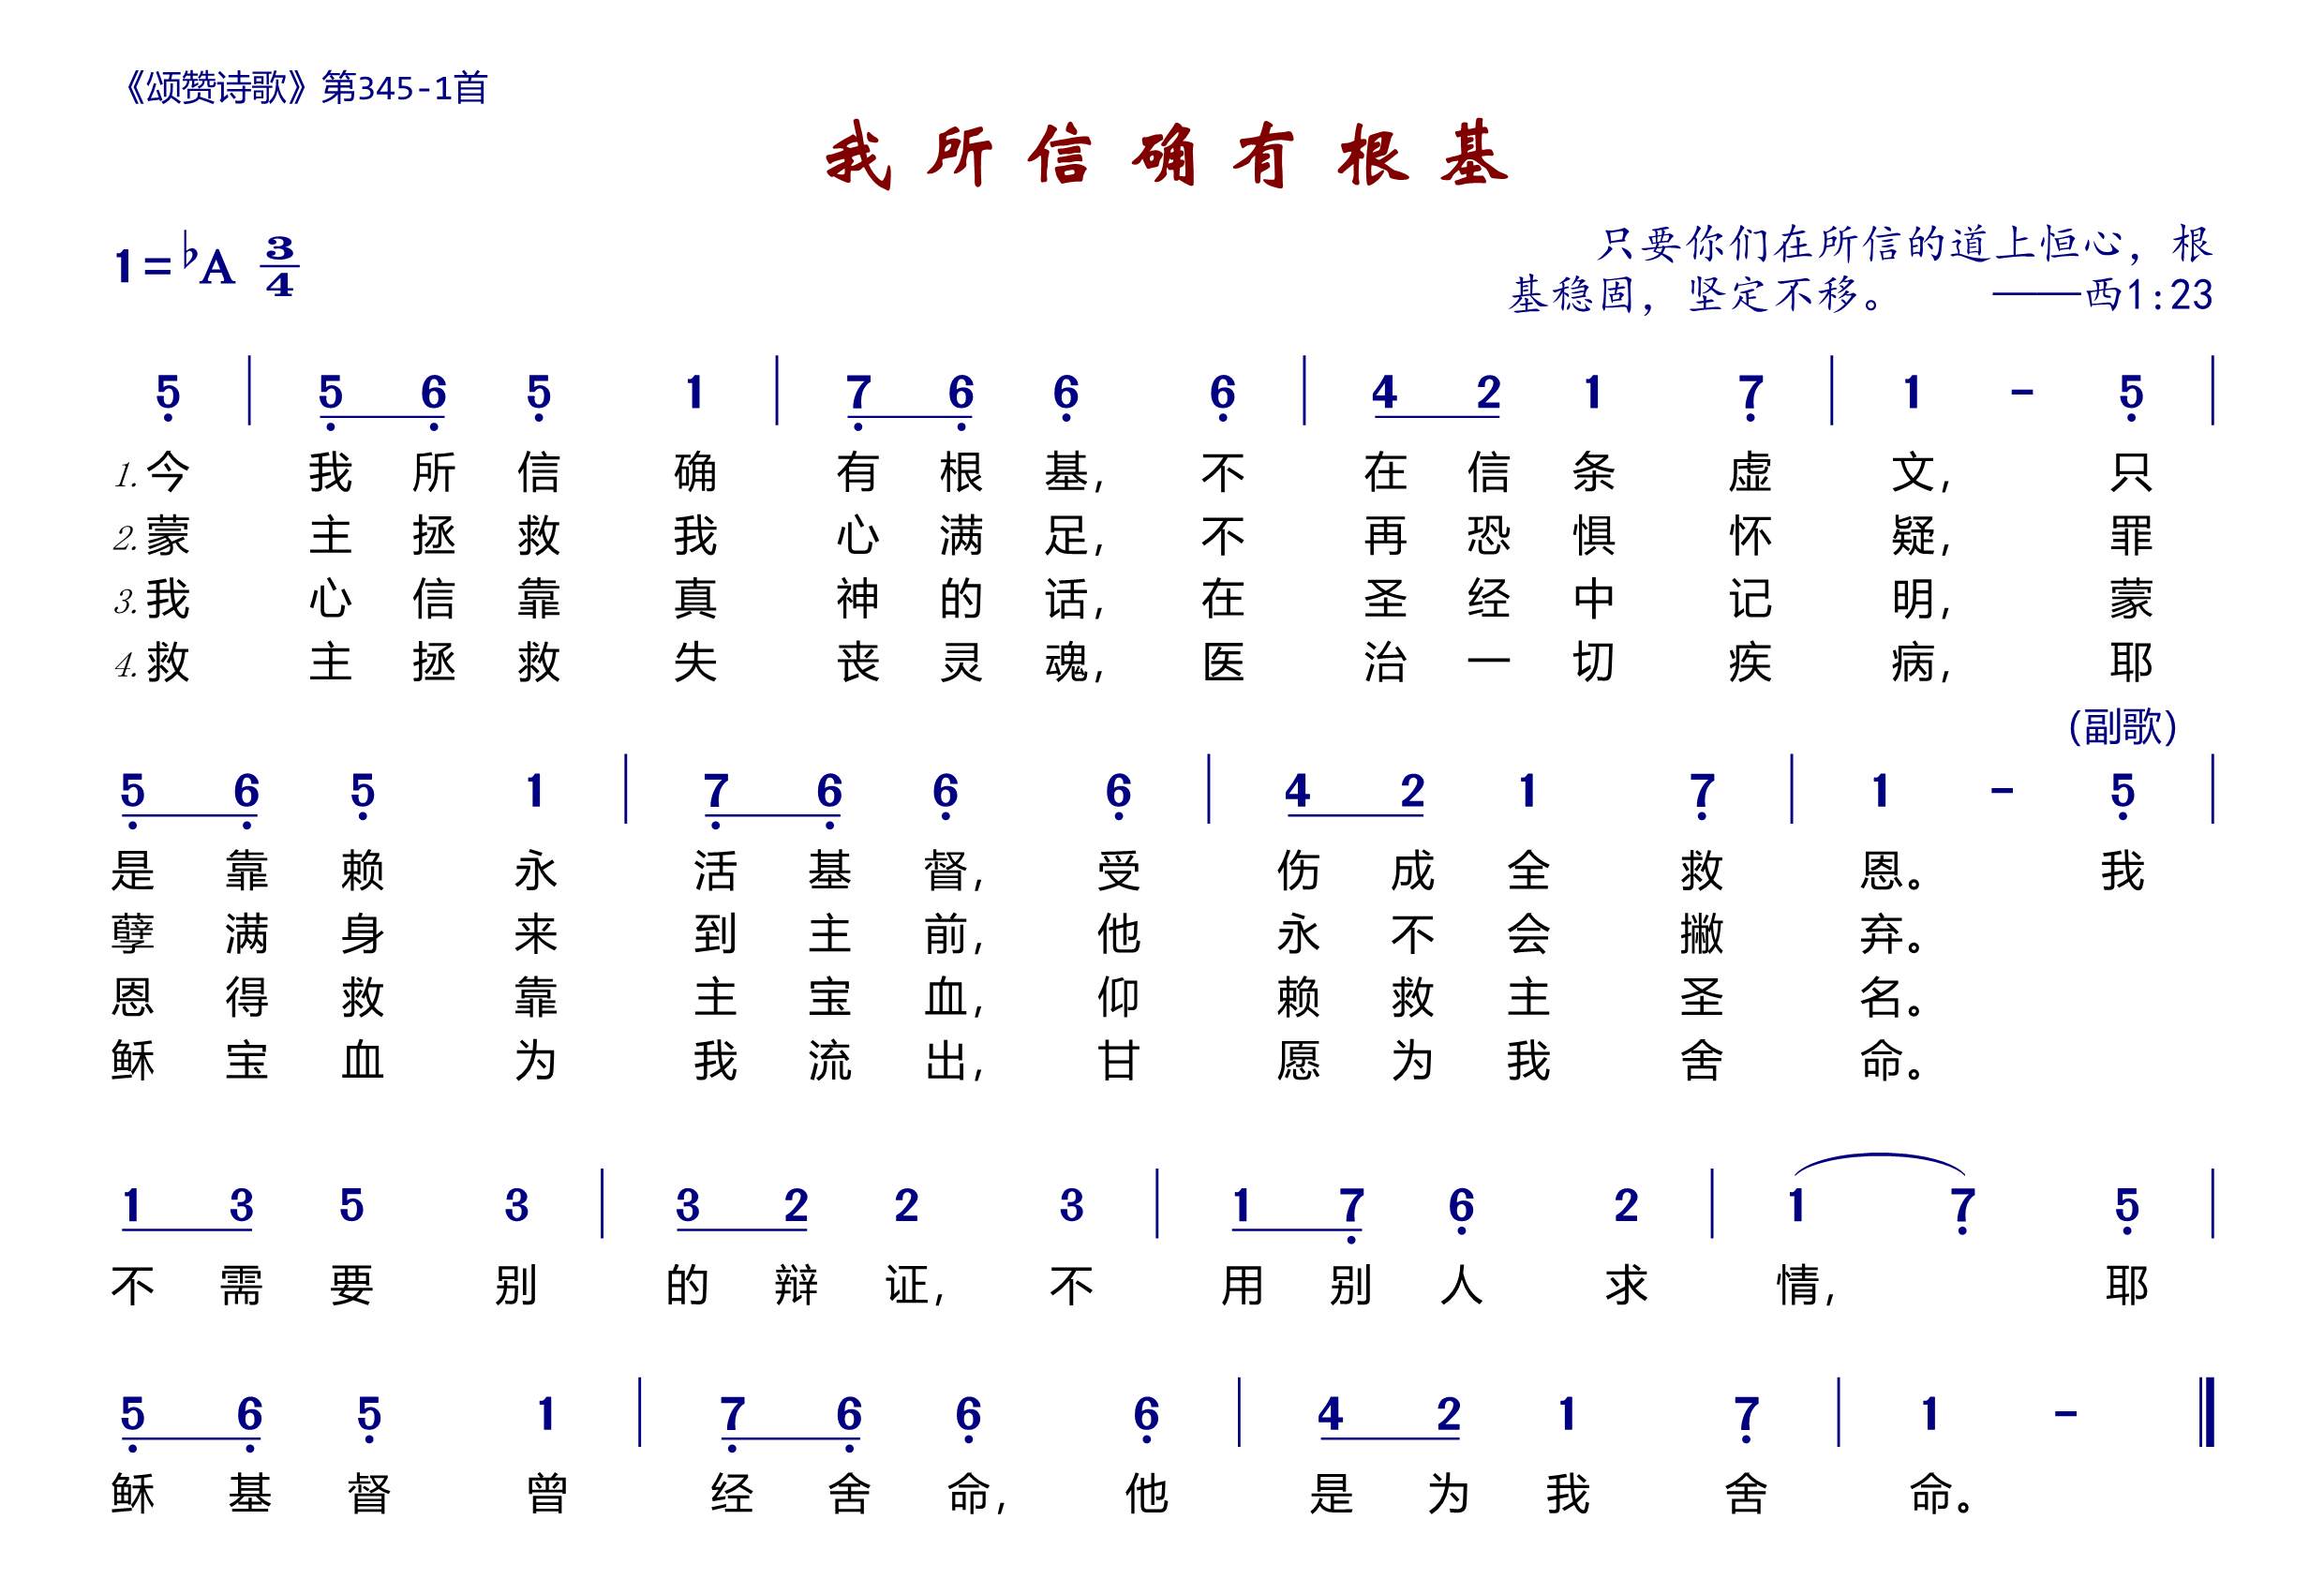 《颂赞诗歌》第345-1首
我所信确有根基
1=♭A 3/4
只要你们在所信的道上恒心，根
基稳固，坚定不移。 ——西1:23
5̣ | 5̣ 6̣ 5̣ 1 | 7̣ 6̣ 6̣ 6̣ | 4 2 1 7̣ | 1 - 5̣ |
1.今我所信确有根基,不在信条虚文,只
2.蒙主拯救我心满足,不再恐惧怀疑,罪
3.我心信靠真神的话,在圣经中记明,蒙
4.救主拯救失丧灵魂,医治一切疾病,耶
(副歌)
5̣ 6̣ 5̣ 1 | 7̣ 6̣ 6̣ 6̣ | 4 2 1 7̣ | 1 - 5̣ |
是靠赖永活基督,受伤成全救恩。我
孽满身来到主前,他永不会撇弃。
恩得救靠主宝血,仰赖救主圣名。
稣宝血为我流出,甘愿为我舍命。
1 3 5 3 | 3 2 2 3 | 1 7̣ 6̣ 2 | 1 7̣ 5̣ |
不需要别的辩证,不用别人求情,耶
5̣ 6̣ 5̣ 1 | 7̣ 6̣ 6̣ 6̣ | 4 2 1 7̣ | 1 - ‖
稣基督曾经舍命,他是为我舍命。